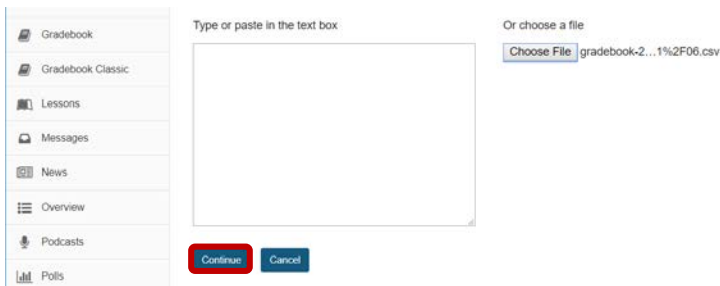 Gradebook
Gradebook Classic
Lessons
Messages
News
Overview
Podcasts
Polls
Type or paste in the text box
Continue Cancel
Or choose a file
Choose File gradebook-2...1%2F06.csv